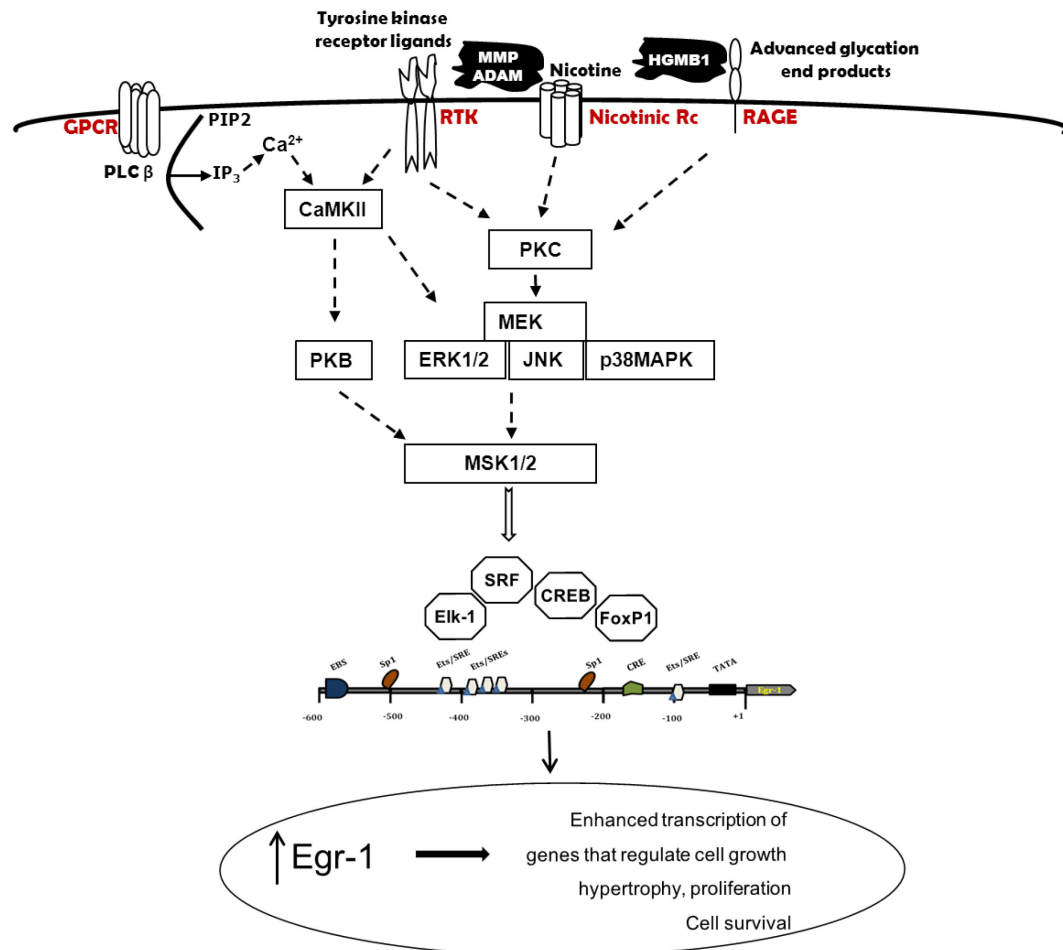 Tyrosine kinase
receptor ligands
MMP
ADAM
Nicotine
HGMB1
Advanced glycation
end products
GPCR
PIP2
RTK
Nicotinic Rc
RAGE
PLC β
IP3
Ca2+
CaMKII
PKC
MEK
PKB
ERK1/2
JNK
p38MAPK
MSK1/2
SRF
CREB
Elk-1
FoxP1
EBS
Sp1
Ets/SRE
Ets/SREs
Sp1
CRE
Ets/SRE
TATA
Egr-1
-600
-500
-400
-300
-200
-100
+1
Egr-1
Enhanced transcription of
genes that regulate cell growth
hypertrophy, proliferation
Cell survival